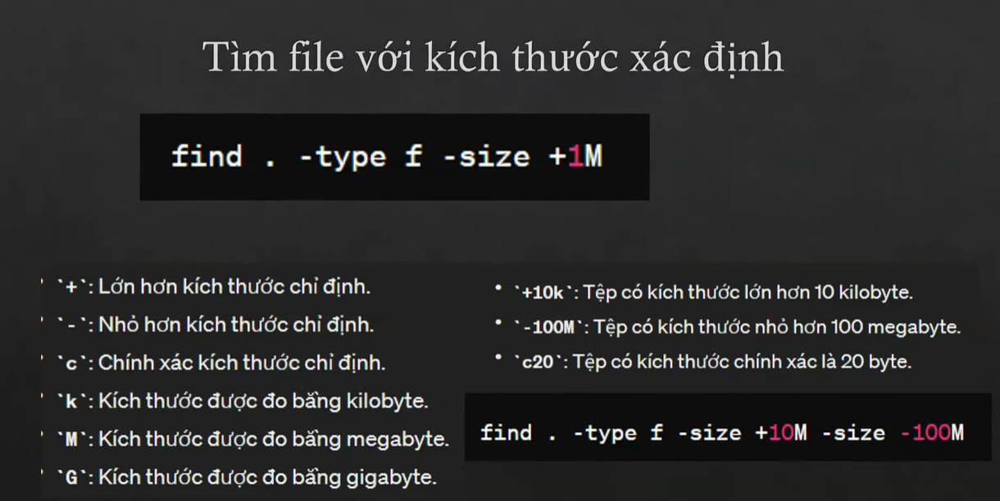 Tìm file với kích thước xác định
find . -type f -size +1M
`+`: Lớn hơn kích thước chỉ định.
`-`: Nhỏ hơn kích thước chỉ định.
`c`: Chính xác kích thước chỉ định.
`k`: Kích thước được đo bằng kilobyte.
`M`: Kích thước được đo bằng megabyte.
`G`: Kích thước được đo bằng gigabyte.
• `+10k`: Tệp có kích thước lớn hơn 10 kilobyte.
• `-100M`: Tệp có kích thước nhỏ hơn 100 megabyte.
• `c20`: Tệp có kích thước chính xác là 20 byte.
find . -type f -size +10M -size -100M